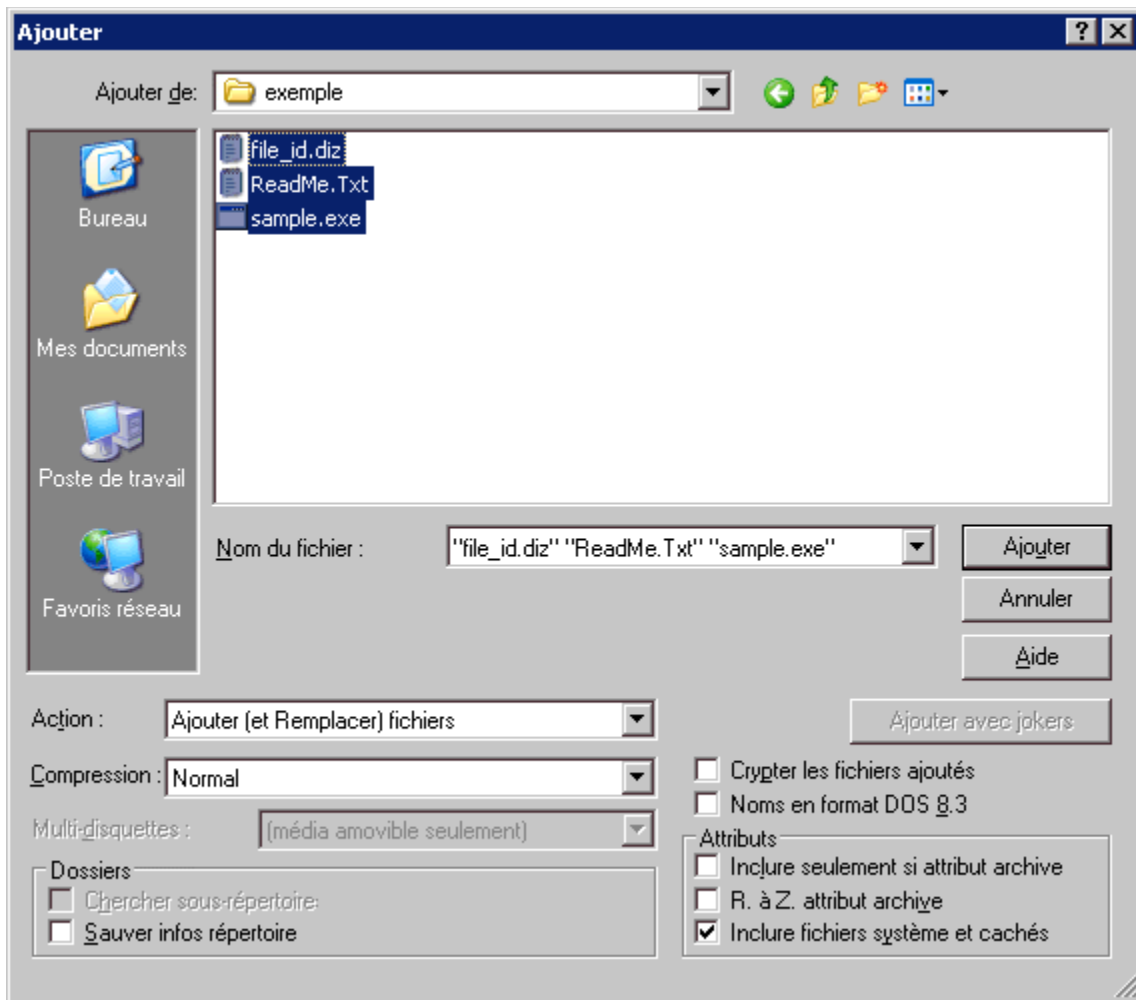 Ajouter
Ajouter de:
exemple
Bureau
Mes documents
Poste de travail
Favoris réseau
file_id.diz
ReadMe.Txt
sample.exe
Nom du fichier :
"file_id.diz" "ReadMe.Txt" "sample.exe"
Ajouter
Annuler
Aide
Action :
Ajouter (et Remplacer) fichiers
Ajouter avec jokers
Compression :
Normal
Crypter les fichiers ajoutés
Noms en format DOS 8.3
Multi-disquettes :
(média amovible seulement)
Dossiers
Chercher sous-répertoire:
Sauver infos répertoire
Attributs
Inclure seulement si attribut archive
R. à Z. attribut archive
Inclure fichiers système et cachés